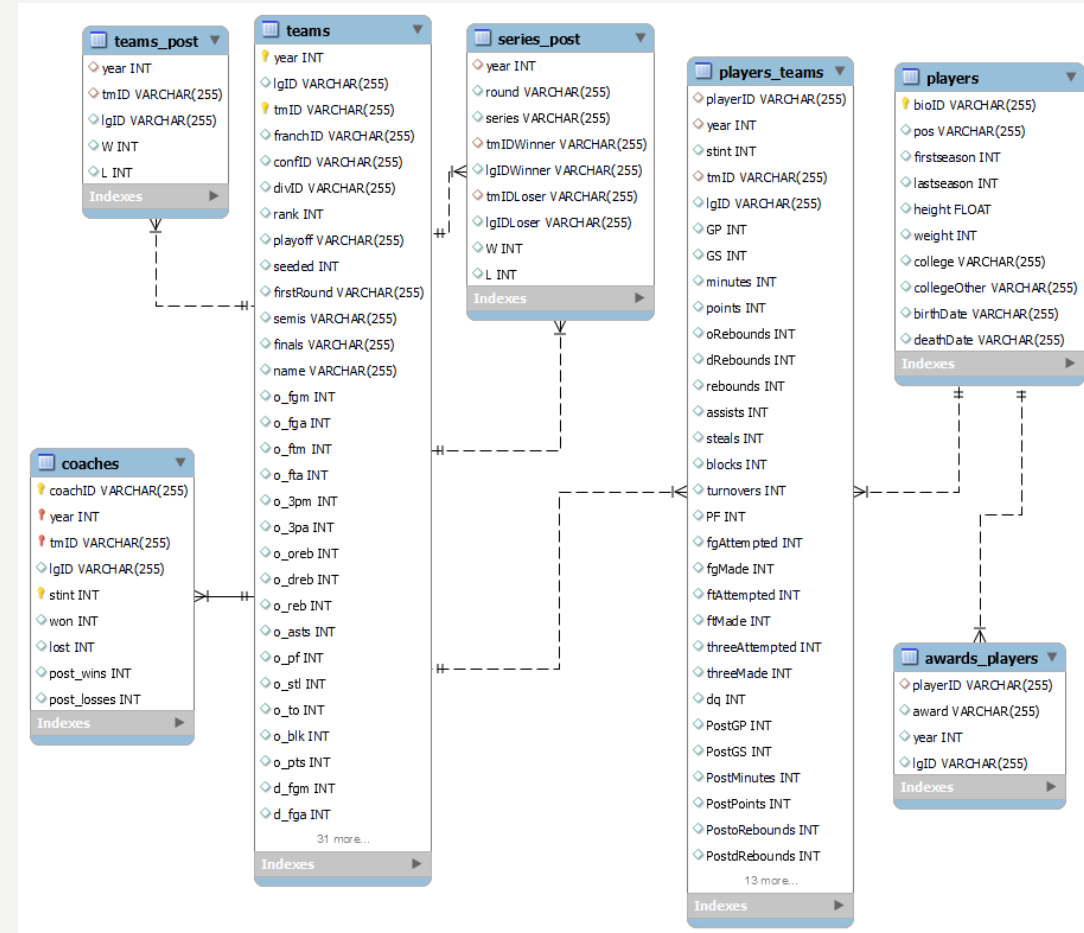 teams_post
year INT
tmID VARCHAR(255)
lgID VARCHAR(255)
W INT
L INT
Indexes
teams
year INT
lgID VARCHAR(255)
tmID VARCHAR(255)
franchID VARCHAR(255)
confID VARCHAR(255)
divID VARCHAR(255)
rank INT
playoff VARCHAR(255)
seeded INT
firstRound VARCHAR(255)
semis VARCHAR(255)
finals VARCHAR(255)
name VARCHAR(255)
o_fgm INT
o_fga INT
o_ftm INT
o_fta INT
o_3pm INT
o_3pa INT
o_oreb INT
o_dreb INT
o_reb INT
o_asts INT
o_pf INT
o_stl INT
o_to INT
o_blk INT
o_pts INT
d_fgm INT
d_fga INT
31 more...
Indexes
series_post
year INT
round VARCHAR(255)
series VARCHAR(255)
tmIDWinner VARCHAR(255)
lgIDWinner VARCHAR(255)
tmIDLoser VARCHAR(255)
lgIDLoser VARCHAR(255)
W INT
L INT
Indexes
players_teams
playerID VARCHAR(255)
year INT
stint INT
tmID VARCHAR(255)
lgID VARCHAR(255)
GP INT
GS INT
minutes INT
points INT
oRebounds INT
dRebounds INT
rebounds INT
assists INT
steals INT
blocks INT
turnovers INT
PF INT
fgAttempted INT
fgMade INT
ftAttempted INT
ftMade INT
threeAttempted INT
threeMade INT
dq INT
PostGP INT
PostGS INT
PostMinutes INT
PostPoints INT
PostoRebounds INT
PostdRebounds INT
13 more...
Indexes
players
bioID VARCHAR(255)
pos VARCHAR(255)
firstseason INT
lastseason INT
height FLOAT
weight INT
college VARCHAR(255)
collegeOther VARCHAR(255)
birthDate VARCHAR(255)
deathDate VARCHAR(255)
Indexes
coaches
coachID VARCHAR(255)
year INT
tmID VARCHAR(255)
lgID VARCHAR(255)
stint INT
won INT
lost INT
post_wins INT
post_losses INT
Indexes
awards_players
playerID VARCHAR(255)
award VARCHAR(255)
year INT
lgID VARCHAR(255)
Indexes